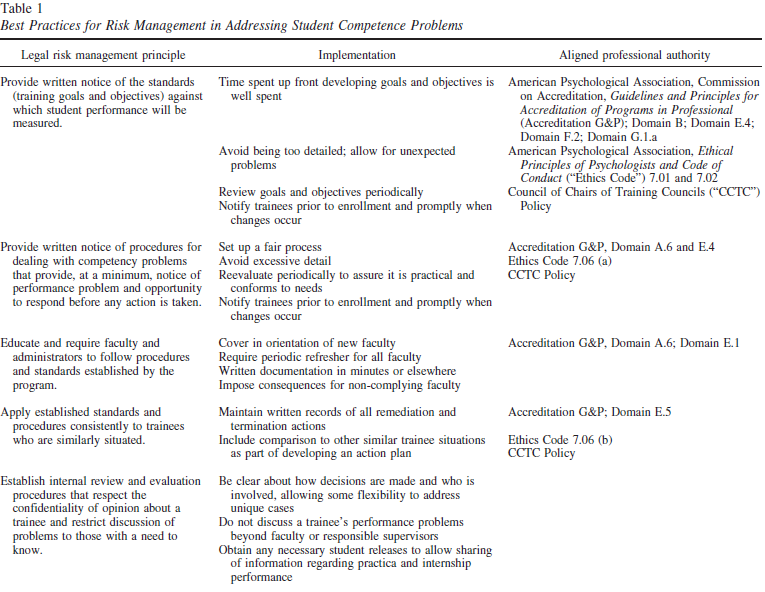 Table 1
Best Practices for Risk Management in Addressing Student Competence Problems
Legal risk management principle
Implementation
Aligned professional authority
Provide written notice of the standards
(training goals and objectives) against
which student performance will be
measured.
Time spent up front developing goals and objectives is
well spent
American Psychological Association, Commission
on Accreditation, Guidelines and Principles for
Accreditation of Programs in Professional
(Accreditation G&P); Domain B; Domain E.4;
Domain F.2; Domain G.1.a
Avoid being too detailed; allow for unexpected
problems
American Psychological Association, Ethical
Principles of Psychologists and Code of
Conduct (“Ethics Code”) 7.01 and 7.02
Review goals and objectives periodically
Notify trainees prior to enrollment and promptly when
changes occur
Council of Chairs of Training Councils (“CCTC”)
Policy
Provide written notice of procedures for
dealing with competency problems
that provide, at a minimum, notice of
performance problem and opportunity
to respond before any action is taken.
Set up a fair process
Avoid excessive detail
Reevaluate periodically to assure it is practical and
conforms to needs
Notify trainees prior to enrollment and promptly when
changes occur
Accreditation G&P, Domain A.6 and E.4
Ethics Code 7.06 (a)
CCTC Policy
Educate and require faculty and
administrators to follow procedures
and standards established by the
program.
Cover in orientation of new faculty
Require periodic refresher for all faculty
Written documentation in minutes or elsewhere
Impose consequences for non-complying faculty
Accreditation G&P, Domain A.6; Domain E.1
Apply established standards and
procedures consistently to trainees
who are similarly situated.
Maintain written records of all remediation and
termination actions
Include comparison to other similar trainee situations
as part of developing an action plan
Accreditation G&P; Domain E.5
Ethics Code 7.06 (b)
CCTC Policy
Establish internal review and evaluation
procedures that respect the
confidentiality of opinion about a
trainee and restrict discussion of
problems to those with a need to
know.
Be clear about how decisions are made and who is
involved, allowing some flexibility to address
unique cases
Do not discuss a trainee’s performance problems
beyond faculty or responsible supervisors
Obtain any necessary student releases to allow sharing
of information regarding practica and internship
performance